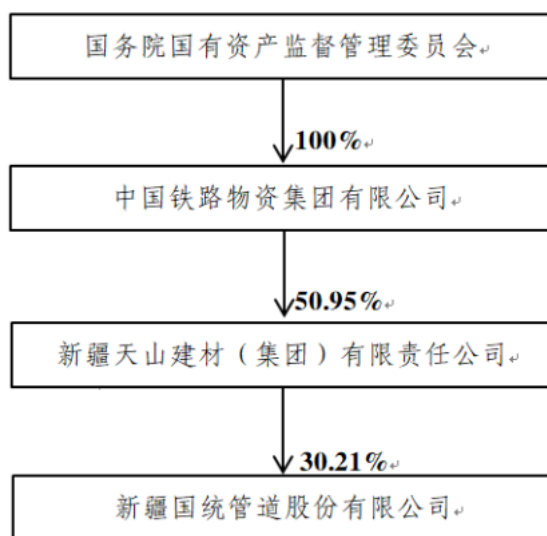 国务院国有资产监督管理委员会
100%
中国铁路物资集团有限公司
50.95%
新疆天山建材（集团）有限责任公司
30.21%
新疆国统管道股份有限公司